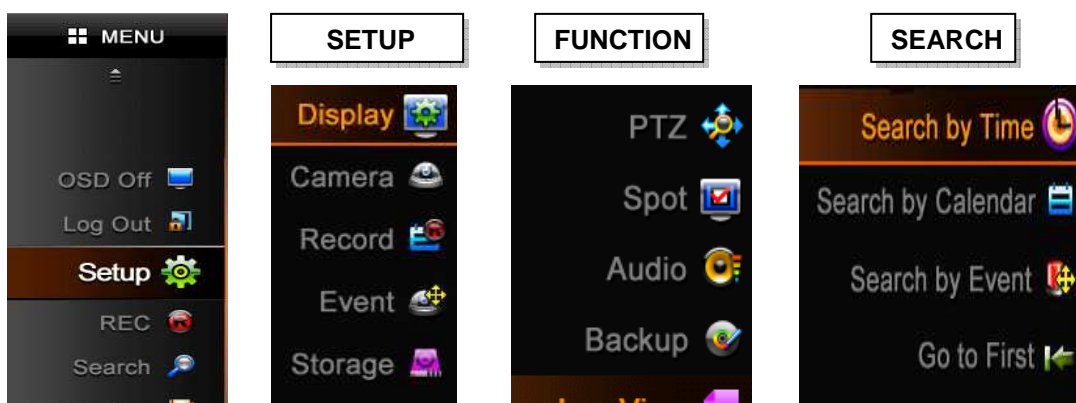 MENU
OSD Off
Log Out
Setup
REC
Search
SETUP
Display
Camera
Record
Event
Storage
FUNCTION
PTZ
Spot
Audio
Backup
SEARCH
Search by Time
Search by Calendar
Search by Event
Go to First